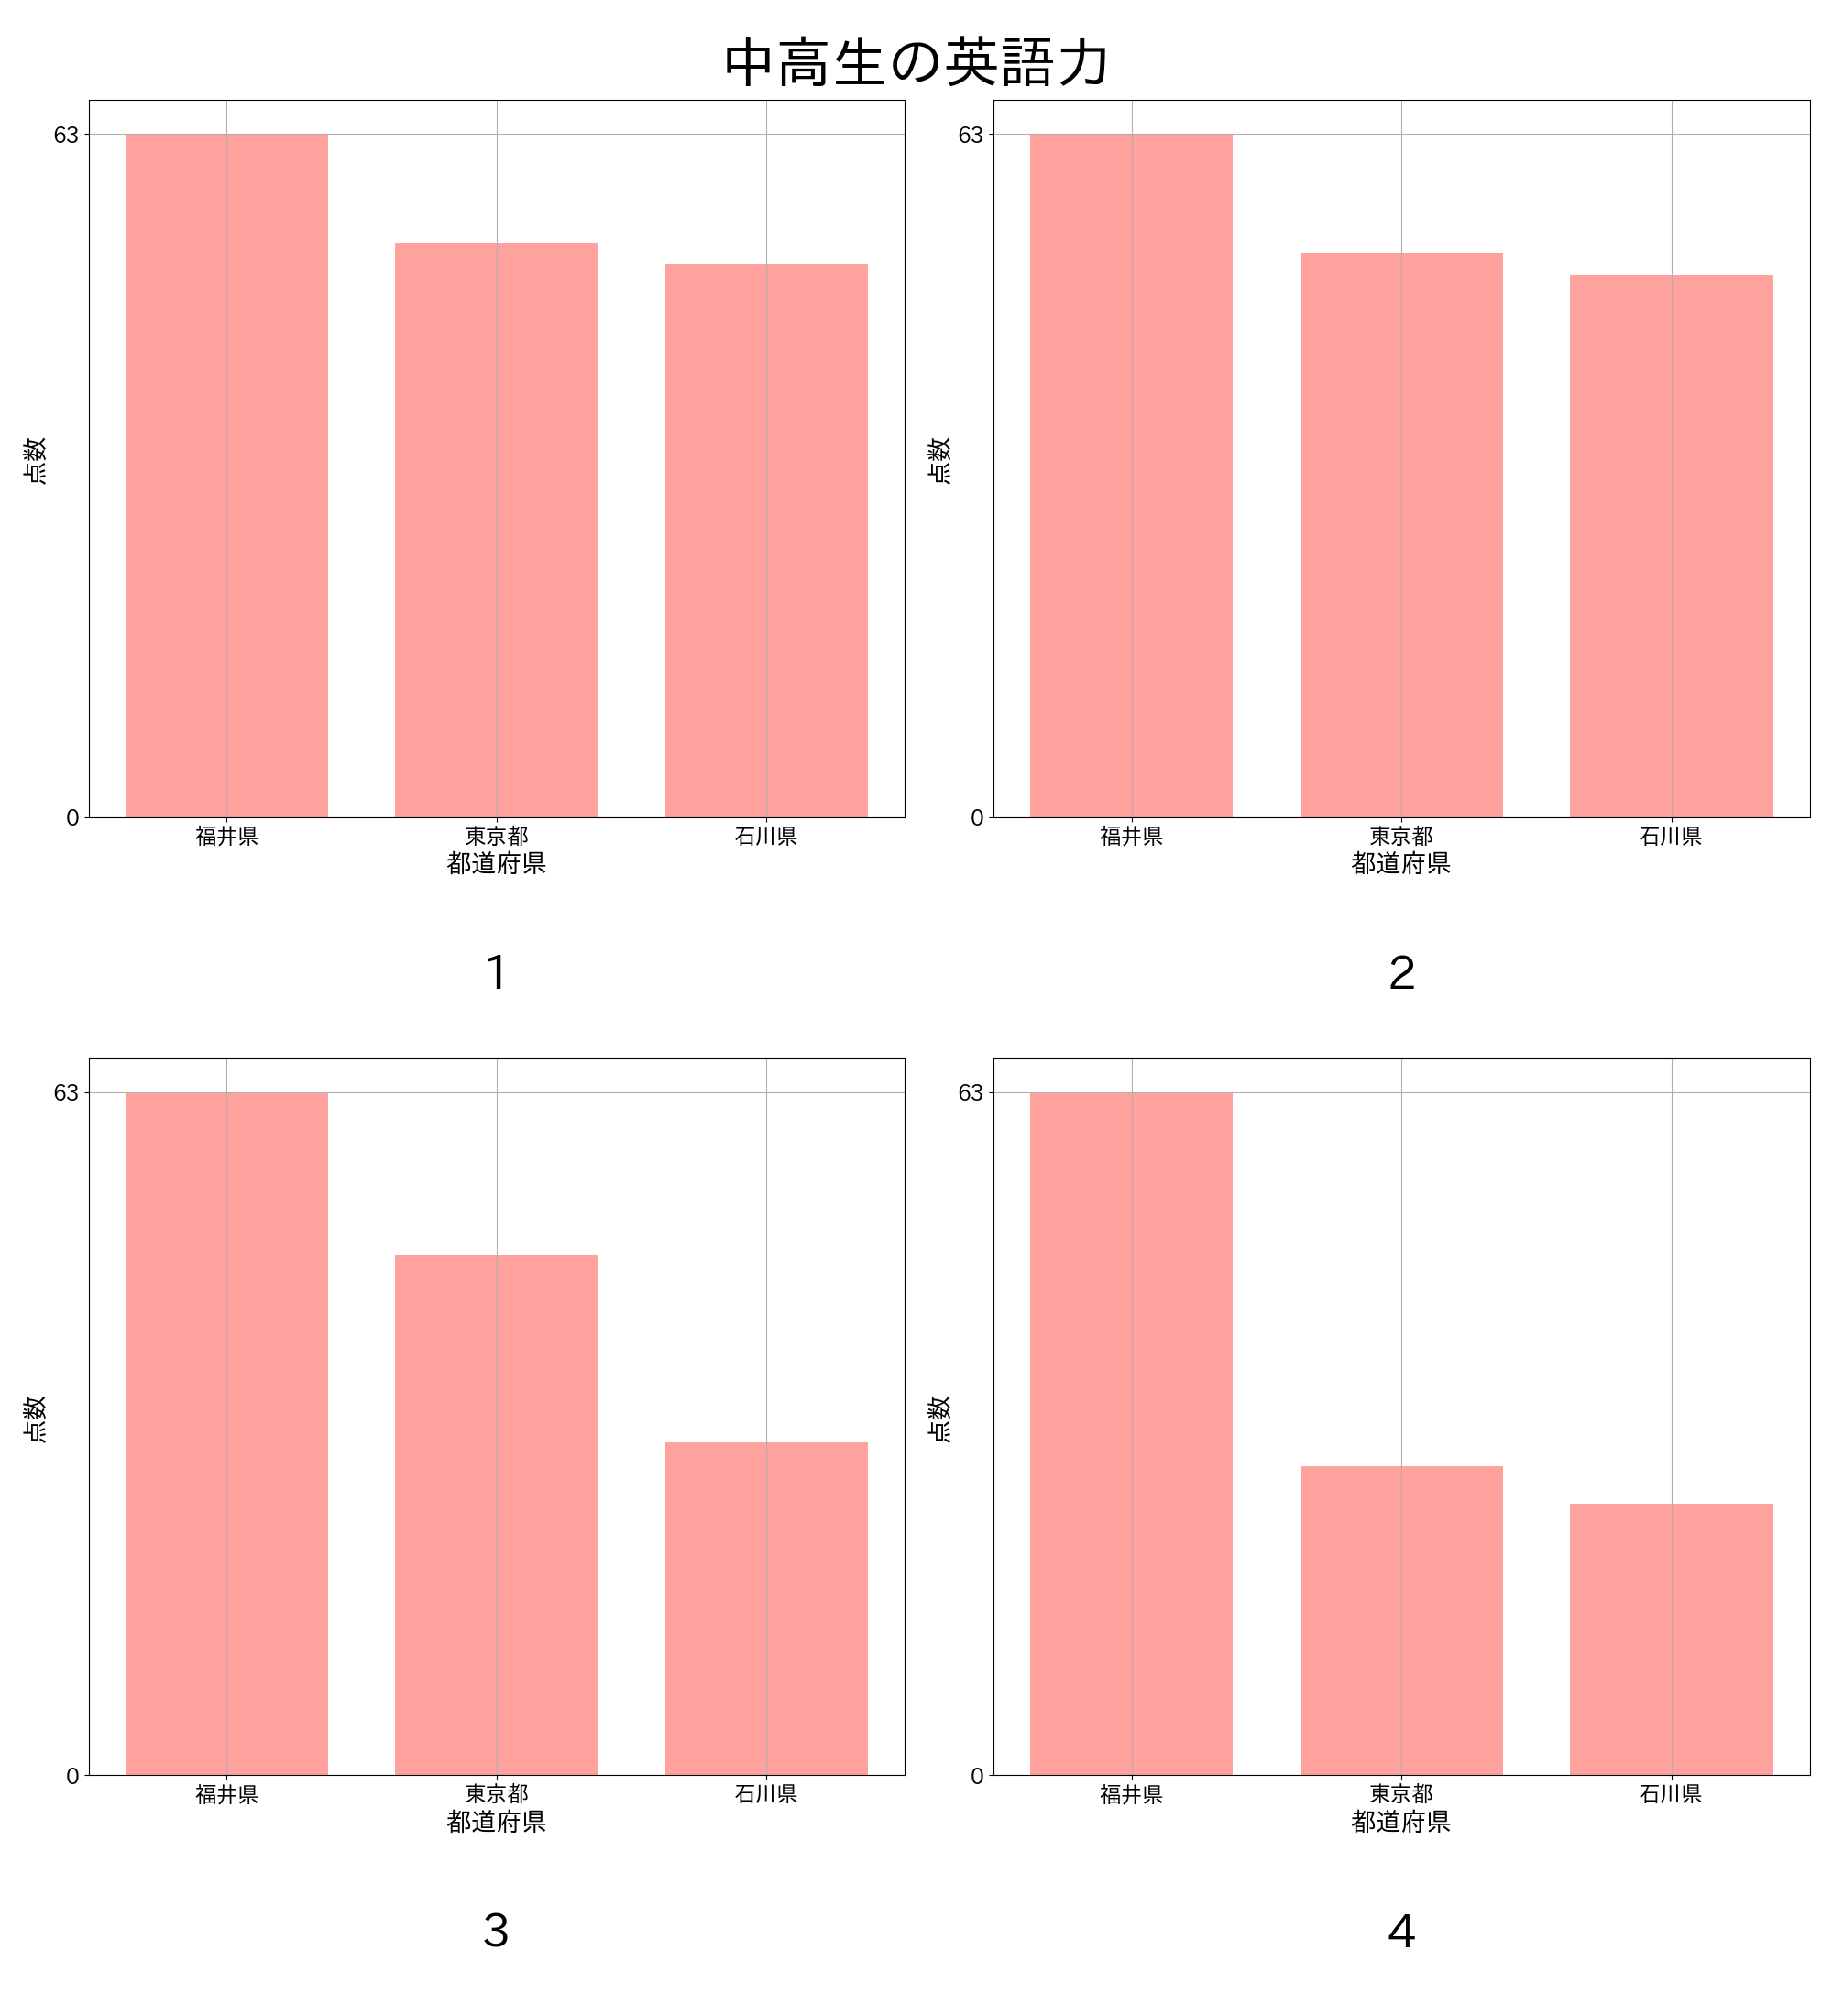 中高生の英語力
63
0
点数
福井県 東京都 石川県
都道府県
1
63
0
点数
福井県 東京都 石川県
都道府県
2
63
0
点数
福井県 東京都 石川県
都道府県
3
63
0
点数
福井県 東京都 石川県
都道府県
4